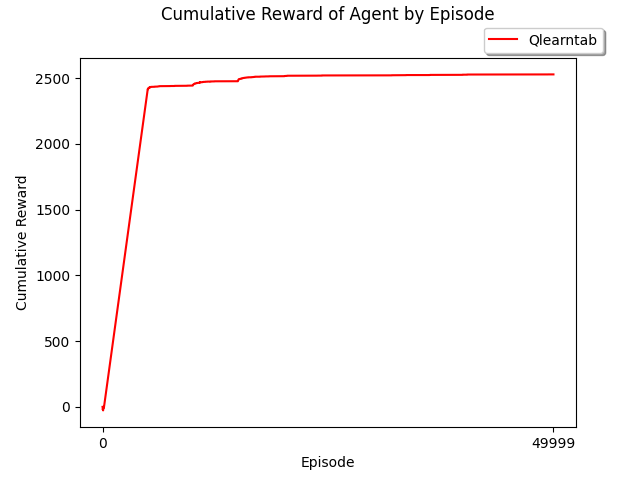 Cumulative Reward of Agent by Episode
Qlearntab
2500
2000
1500
1000
500
0
Cumulative Reward
0 49999
Episode